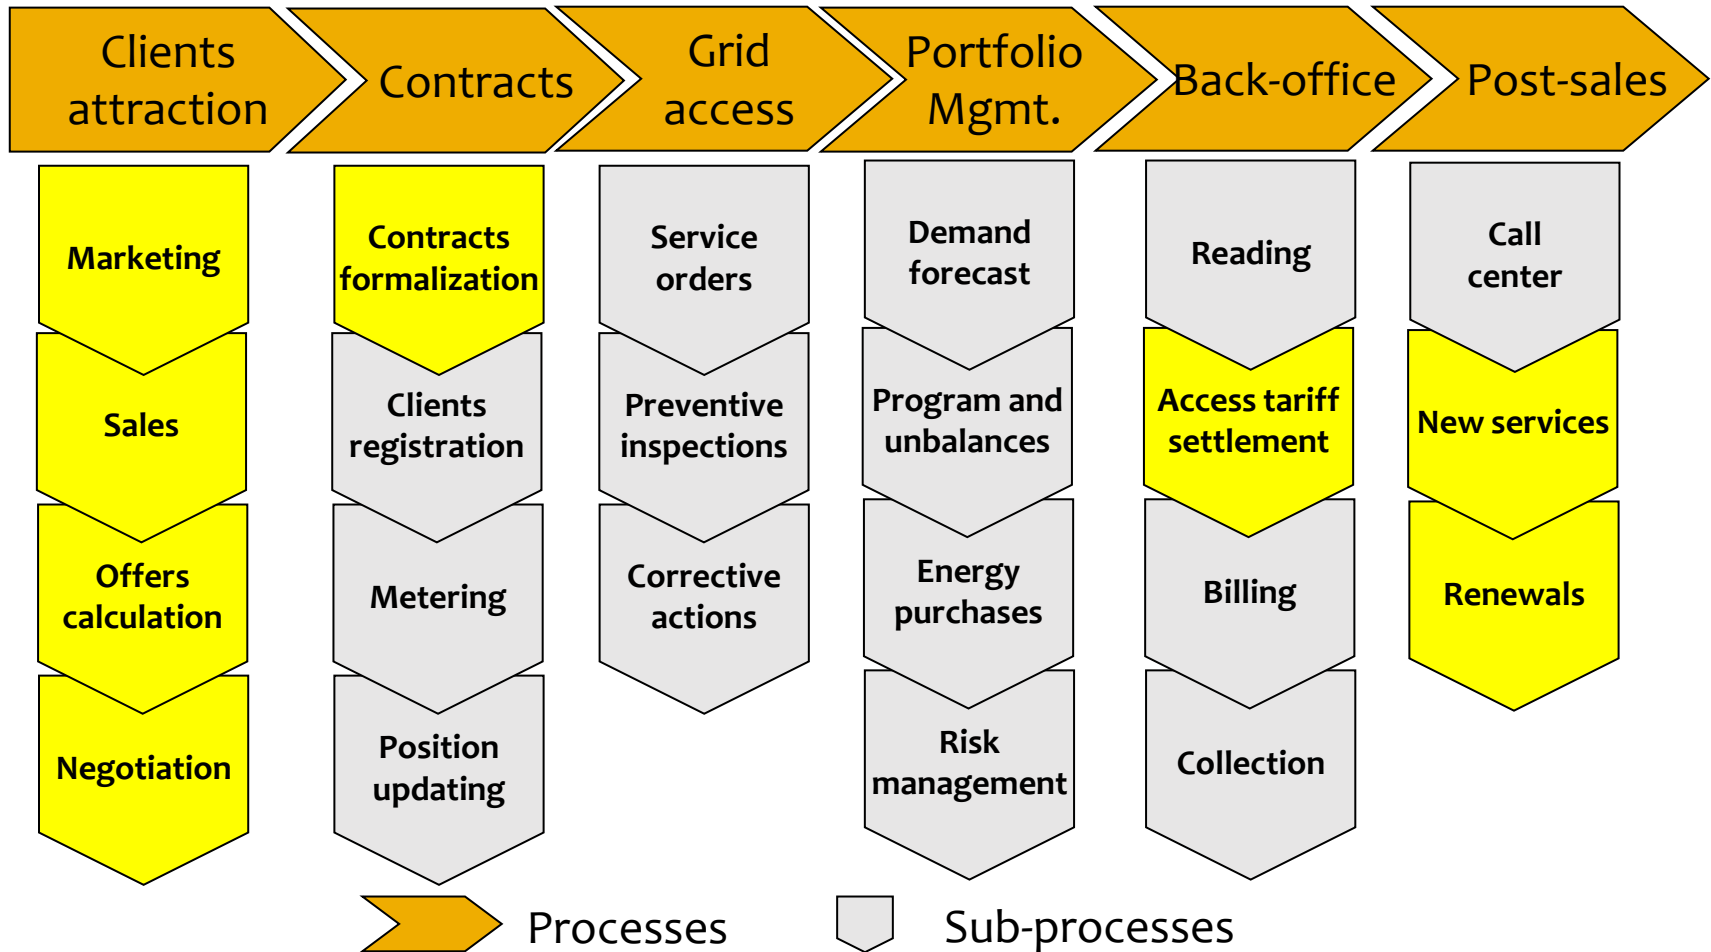 Clients
attraction
Contracts
Grid
access
Portfolio
Mgmt.
Back-office
Post-sales
Marketing
Sales
Offers
calculation
Negotiation
Contracts
formalization
Clients
registration
Metering
Position
updating
Service
orders
Preventive
inspections
Corrective
actions
Demand
forecast
Program and
unbalances
Energy
purchases
Risk
management
Reading
Access tariff
settlement
Billing
Collection
Call
center
New services
Renewals
Processes
Sub-processes